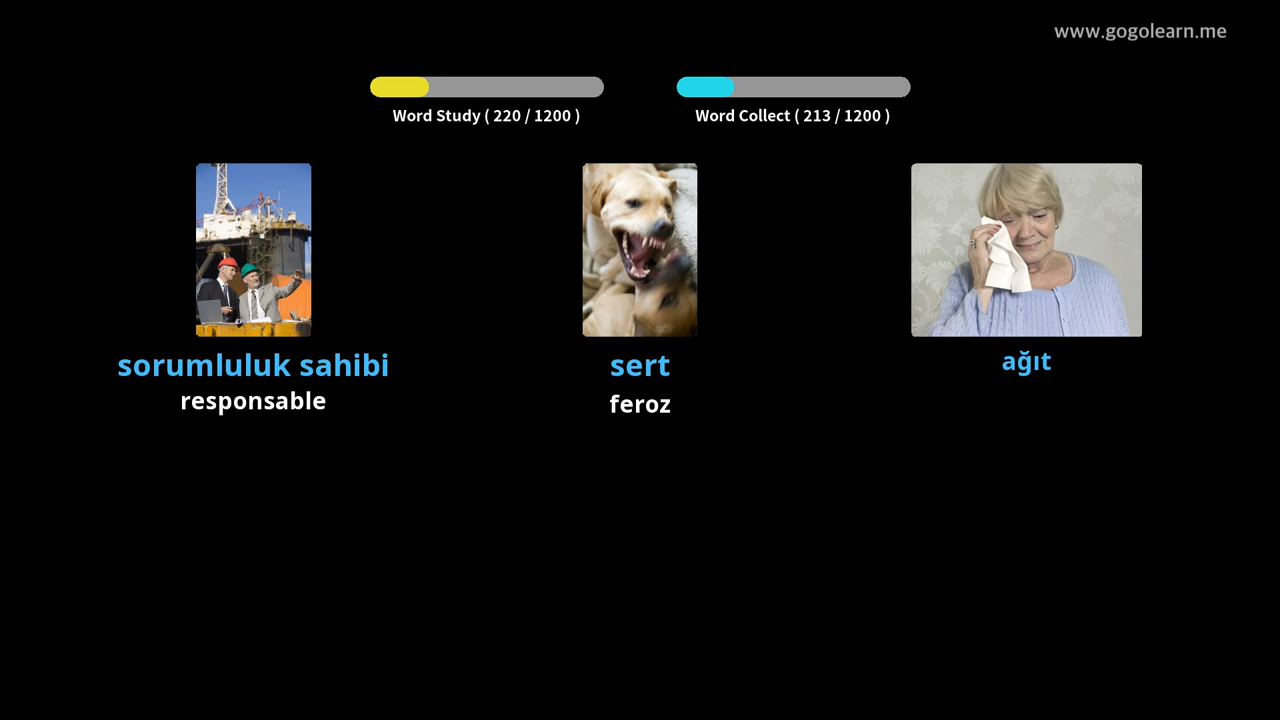 www.gogolearn.me
Word Study ( 220 / 1200 )
Word Collect ( 213 / 1200 )
sorumluluk sahibi
responsable
sert
feroz
ağıt